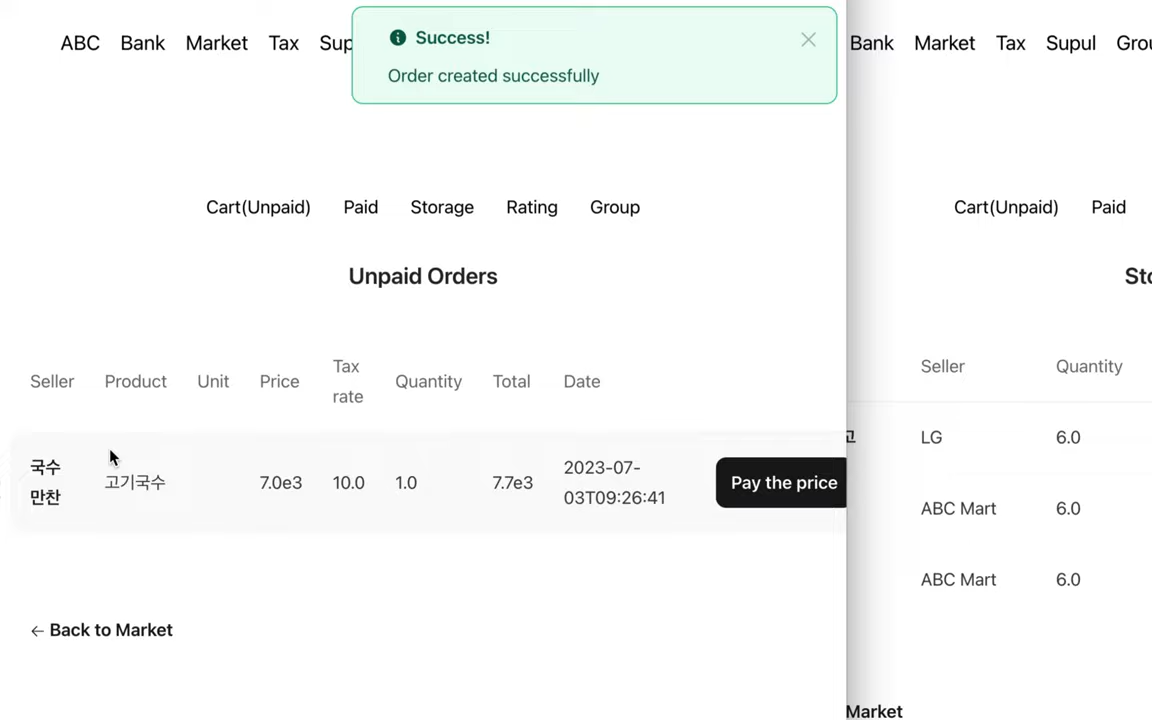 ABC Bank Market Tax Sup
Success!
Order created successfully
Cart(Unpaid) Paid Storage Rating Group
Unpaid Orders
Seller Product Unit Price Tax rate Quantity Total Date
국수
만찬
고기국수 7.0e3 10.0 1.0 7.7e3
2023-07-
03T09:26:41
Pay the price
← Back to Market
Bank Market Tax Supul Grou
Cart(Unpaid) Paid
Sto
Seller Quantity
고 LG 6.0
ABC Mart 6.0
ABC Mart 6.0
Market